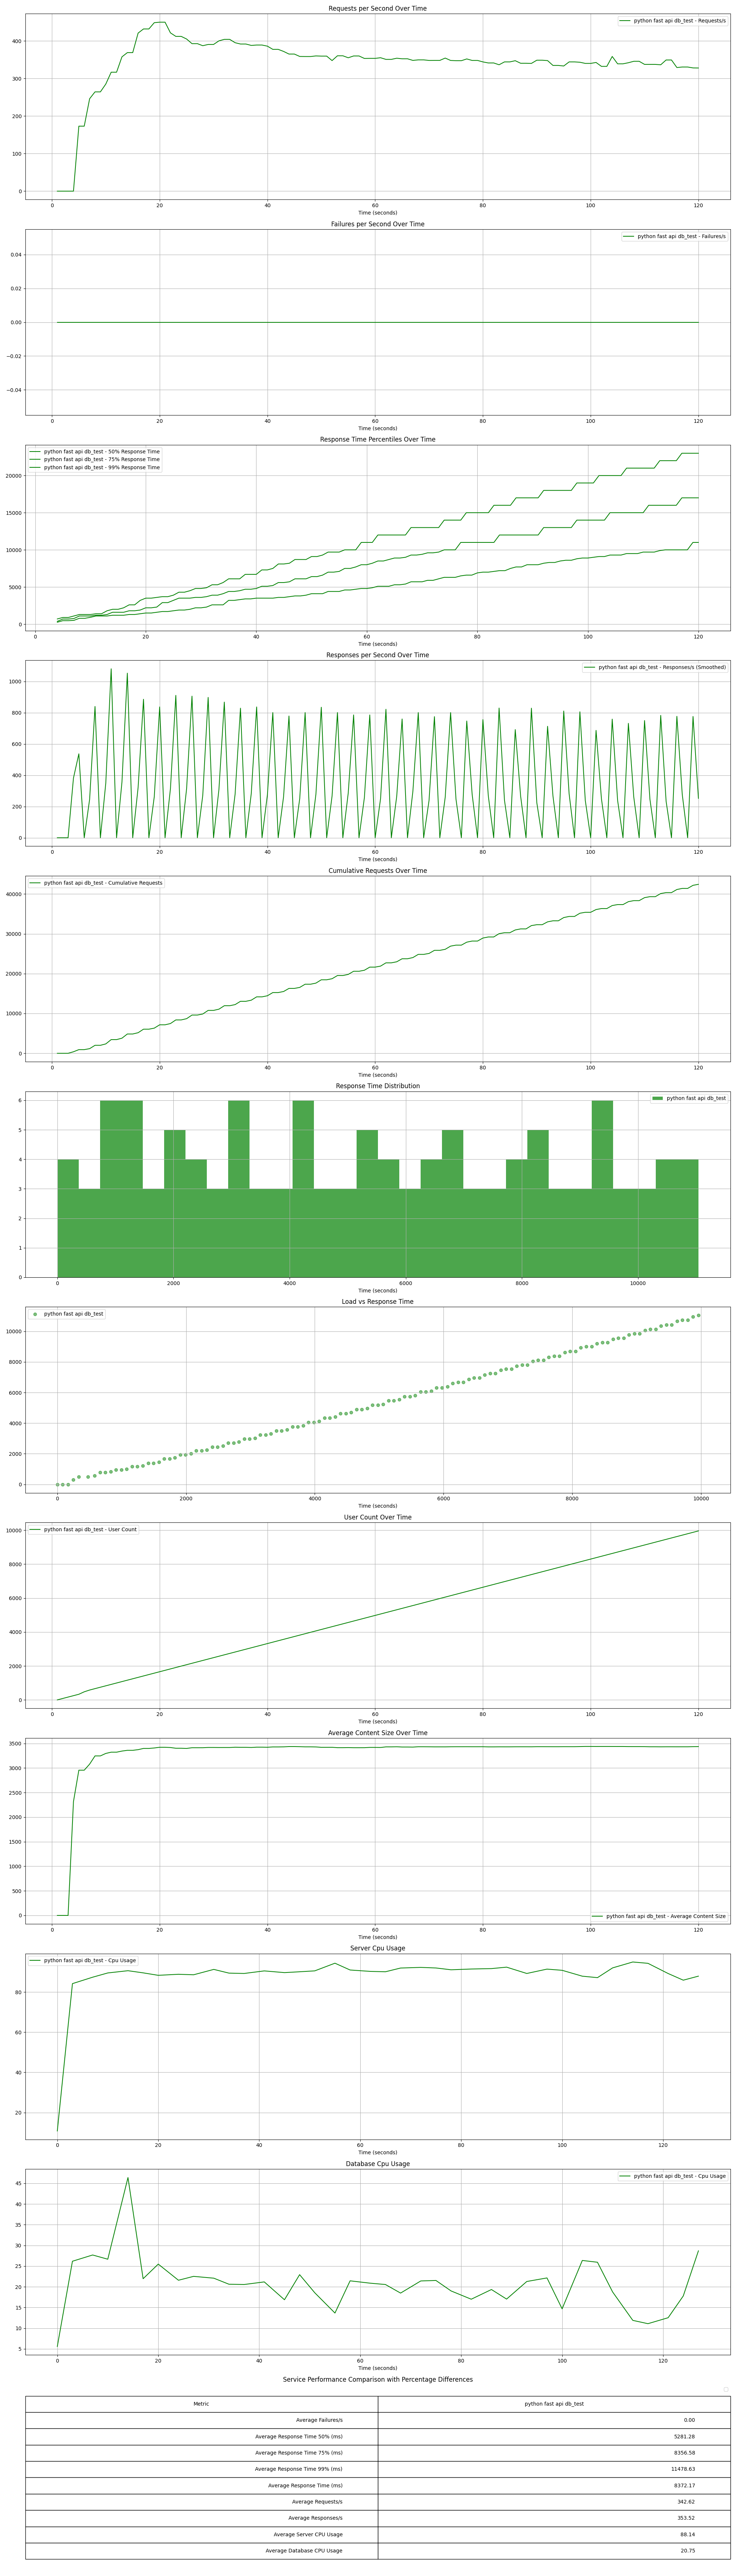 Requests per Second Over Time
python fast api db_test - Requests/s
400
300
200
100
0
0 20 40 60 80 100 120
Time (seconds)
Failures per Second Over Time
python fast api db_test - Failures/s
0.04
0.02
0.00
−0.02
−0.04
0 20 40 60 80 100 120
Time (seconds)
Response Time Percentiles Over Time
python fast api db_test - 50% Response Time
python fast api db_test - 75% Response Time
python fast api db_test - 99% Response Time
20000
15000
10000
5000
0
0 20 40 60 80 100 120
Time (seconds)
Responses per Second Over Time
python fast api db_test - Responses/s (Smoothed)
1000
800
600
400
200
0
0 20 40 60 80 100 120
Time (seconds)
Cumulative Requests Over Time
python fast api db_test - Cumulative Requests
40000
30000
20000
10000
0
0 20 40 60 80 100 120
Time (seconds)
Response Time Distribution
python fast api db_test
6
5
4
3
2
1
0
0 2000 4000 6000 8000 10000
Time (seconds)
Load vs Response Time
python fast api db_test
10000
8000
6000
4000
2000
0
0 2000 4000 6000 8000 10000
Time (seconds)
User Count Over Time
python fast api db_test - User Count
10000
8000
6000
4000
2000
0
0 20 40 60 80 100 120
Time (seconds)
Average Content Size Over Time
3500
3000
2500
2000
1500
1000
500
0
python fast api db_test - Average Content Size
0 20 40 60 80 100 120
Time (seconds)
Server Cpu Usage
python fast api db_test - Cpu Usage
80
60
40
20
0 20 40 60 80 100 120
Time (seconds)
Database Cpu Usage
python fast api db_test - Cpu Usage
45
40
35
30
25
20
15
10
5
0 20 40 60 80 100 120
Time (seconds)
Service Performance Comparison with Percentage Differences
Metric python fast api db_test
Average Failures/s 0.00
Average Response Time 50% (ms) 5281.28
Average Response Time 75% (ms) 8356.58
Average Response Time 99% (ms) 11478.63
Average Response Time (ms) 8372.17
Average Requests/s 342.62
Average Responses/s 353.52
Average Server CPU Usage 88.14
Average Database CPU Usage 20.75